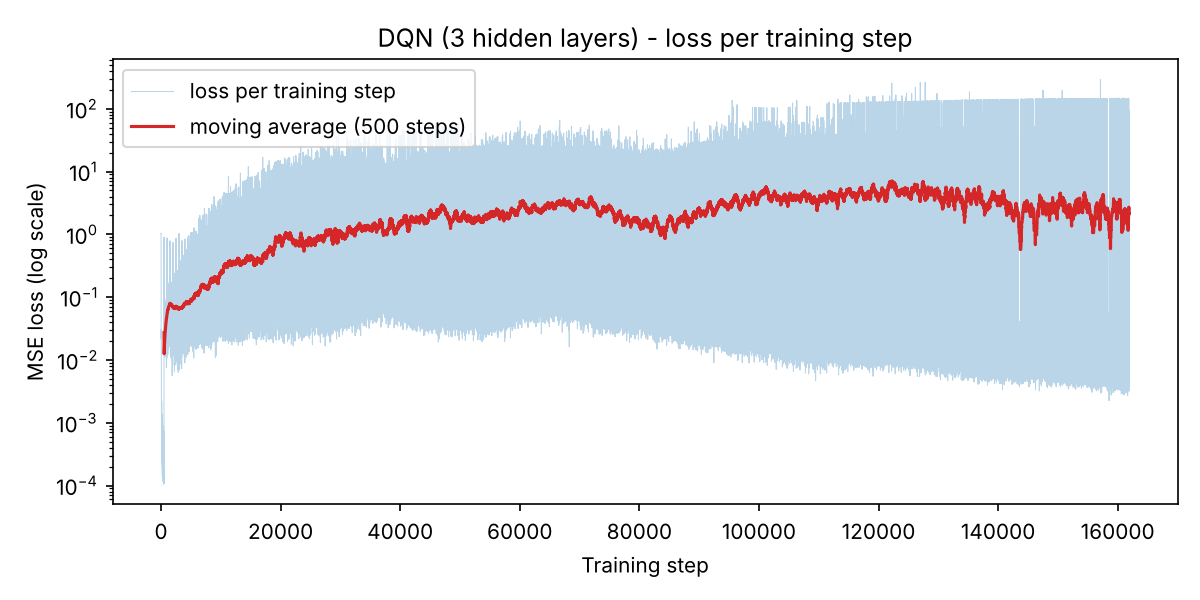 DQN (3 hidden layers) - loss per training step
loss per training step
moving average (500 steps)
MSE loss (log scale)
10²
10¹
10⁰
10⁻¹
10⁻²
10⁻³
10⁻⁴
0 20000 40000 60000 80000 100000 120000 140000 160000
Training step